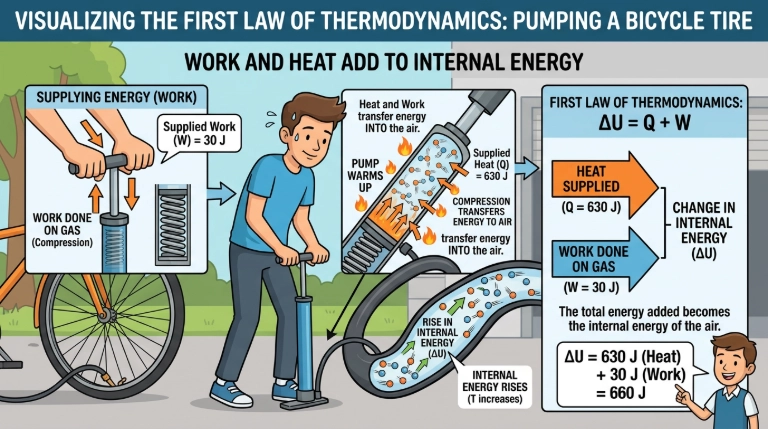 VISUALIZING THE FIRST LAW OF THERMODYNAMICS: PUMPING A BICYCLE TIRE
WORK AND HEAT ADD TO INTERNAL ENERGY
SUPPLYING ENERGY (WORK)
Supplied Work
(W) = 30 J
WORK DONE
ON GAS
(Compression)
Heat and Work
transfer energy
INTO the air.
PUMP
WARMS
UP
Supplied
Heat (Q)
= 630 J
COMPRESSION
TRANSFERS
ENERGY TO AIR
transfer energy
INTO the air.
RISE IN
INTERNAL
ENERGY
(ΔU)
INTERNAL
ENERGY RISES
(T increases)
FIRST LAW OF THERMODYNAMICS:
ΔU = Q + W
HEAT
SUPPLIED
(Q = 630 J)
WORK DONE
ON GAS
(W = 30 J)
CHANGE IN
INTERNAL
ENERGY
(ΔU)
The total energy added becomes
the internal energy of the air.
ΔU = 630 J (Heat)
+ 30 J (Work)
= 660 J